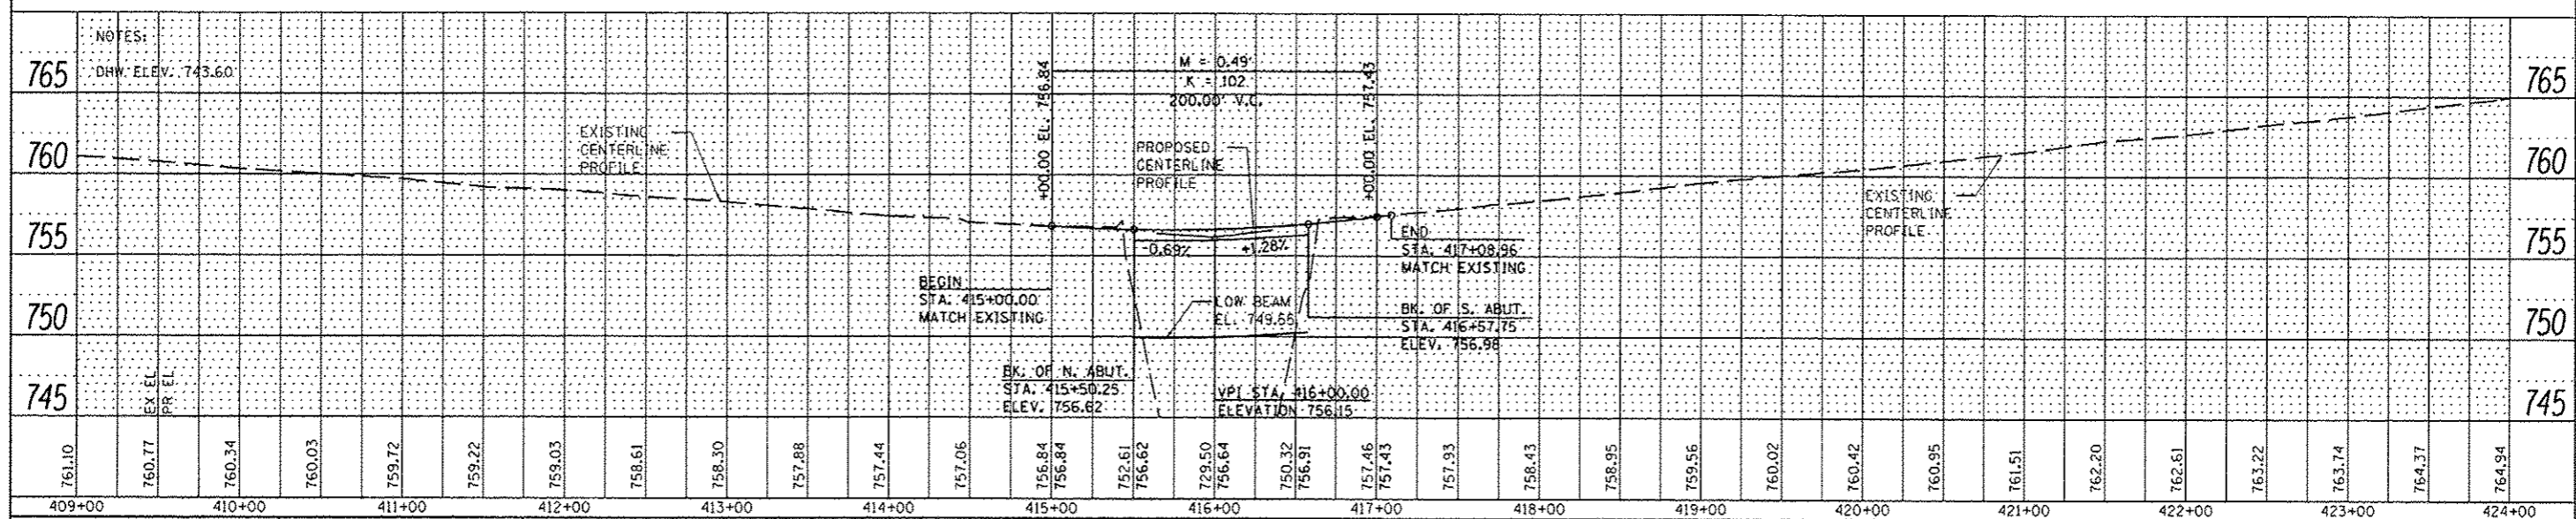 NOTES:
DHW ELEV. 743.60
765
760
755
750
745
EXISTING
CENTERLINE
PROFILE
+00.00 EL. 756.84
M = 0.49'
K = 102
200.00' V.C.
+00.00 EL. 757.43
PROPOSED
CENTERLINE
PROFILE
-0.69%
+1.28%
BEGIN
STA. 415+00.00
MATCH EXISTING
LOW BEAM
EL. 749.65
BK. OF N. ABUT.
STA. 415+50.25
ELEV. 756.62
VPI STA. 416+00.00
ELEVATION 756.15
END
STA. 417+08.96
MATCH EXISTING
BK. OF S. ABUT.
STA. 416+57.75
ELEV. 756.98
EXISTING
CENTERLINE
PROFILE
765
760
755
750
745
EX EL
PR EL
761.10
760.77
760.34
760.03
759.72
759.22
759.03
758.61
758.30
757.88
757.44
757.06
756.84
756.84
752.61
756.62
729.50
756.64
750.32
756.91
757.46
757.43
757.93
758.43
758.95
759.56
760.02
760.42
760.95
761.51
762.20
762.61
763.22
763.74
764.37
764.94
409+00 410+00 411+00 412+00 413+00 414+00 415+00 416+00 417+00 418+00 419+00 420+00 421+00 422+00 423+00 424+00